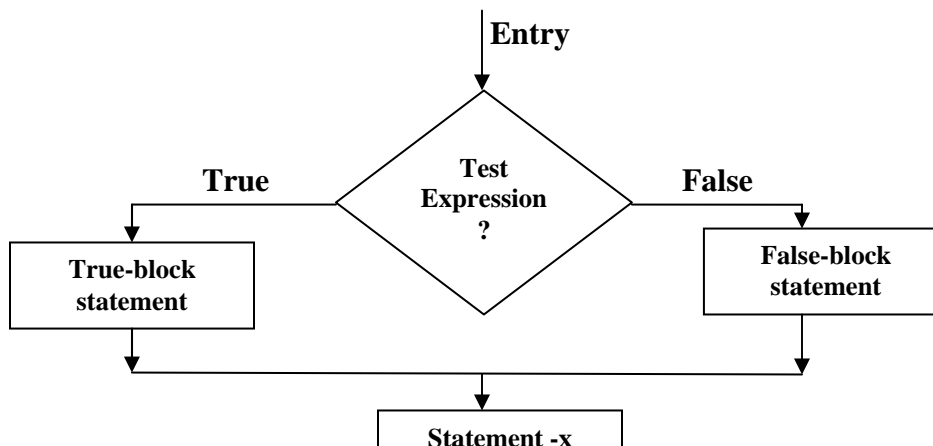 Entry
Test
Expression
?
True
False
True-block
statement
False-block
statement
Statement -x